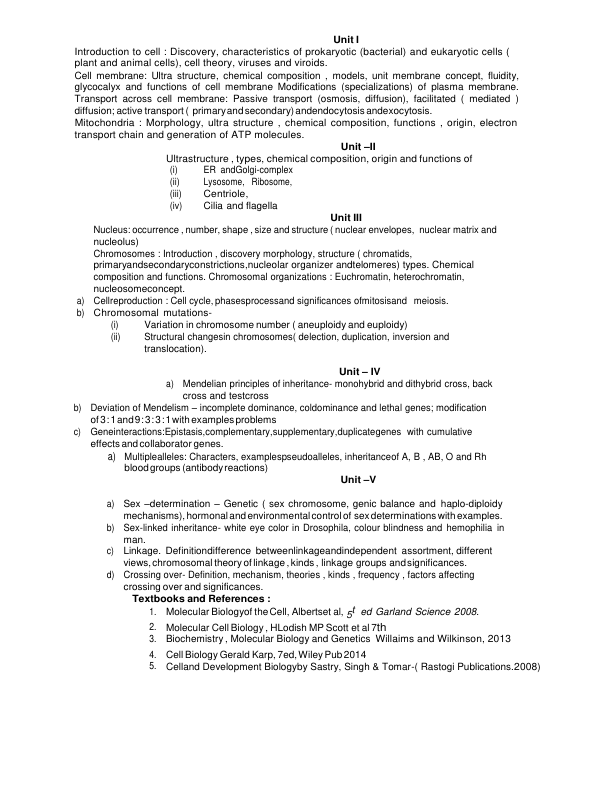 Unit I
Introduction to cell : Discovery, characteristics of prokaryotic (bacterial) and eukaryotic cells (
plant and animal cells), cell theory, viruses and viroids.
Cell membrane: Ultra structure, chemical composition , models, unit membrane concept, fluidity,
glycocalyx and functions of cell membrane Modifications (specializations) of plasma membrane.
Transport across cell membrane: Passive transport (osmosis, diffusion), facilitated ( mediated )
diffusion; active transport ( primaryand secondary) andendocytosis andexocytosis.
Mitochondria : Morphology, ultra structure , chemical composition, functions , origin, electron
transport chain and generation of ATP molecules.
Unit –II
Ultrastructure , types, chemical composition, origin and functions of
(i) ER andGolgi-complex
(ii) Lysosome, Ribosome,
(iii) Centriole,
(iv) Cilia and flagella
Unit III
Nucleus: occurrence , number, shape , size and structure ( nuclear envelopes, nuclear matrix and
nucleolus)
Chromosomes : Introduction , discovery morphology, structure ( chromatids,
primaryandsecondaryconstrictions,nucleolar organizer andtelomeres) types. Chemical
composition and functions. Chromosomal organizations : Euchromatin, heterochromatin,
nucleosomeconcept.
a) Cellreproduction : Cell cycle, phasesprocessand significances ofmitosisand meiosis.
b) Chromosomal mutations-
(i) Variation in chromosome number ( aneuploidy and euploidy)
(ii) Structural changesin chromosomes( delection, duplication, inversion and
translocation).
Unit – IV
a) Mendelian principles of inheritance- monohybrid and dithybrid cross, back
cross and testcross
b) Deviation of Mendelism – incomplete dominance, coldominance and lethal genes; modification
of 3 : 1 and 9 : 3 : 3 : 1 with examples problems
c) Geneinteractions:Epistasis,complementary,supplementary,duplicategenes with cumulative
effects and collaborator genes.
a) Multiplealleles: Characters, examplespseudoalleles, inheritanceof A, B , AB, O and Rh
blood groups (antibody reactions)
Unit –V
a) Sex –determination – Genetic ( sex chromosome, genic balance and haplo-diploidy
mechanisms), hormonal and environmental control of sex determinations with examples.
b) Sex-linked inheritance- white eye color in Drosophila, colour blindness and hemophilia in
man.
c) Linkage. Definitiondifference betweenlinkageandindependent assortment, different
views, chromosomal theory of linkage , kinds , linkage groups and significances.
d) Crossing over- Definition, mechanism, theories , kinds , frequency , factors affecting
crossing over and significances.
Textbooks and References :
1. Molecular Biologyof the Cell, Albertset al, 5t ed Garland Science 2008.
2. Molecular Cell Biology , HLodish MP Scott et al 7th
3. Biochemistry , Molecular Biology and Genetics Willaims and Wilkinson, 2013
4. Cell Biology Gerald Karp, 7ed, Wiley Pub 2014
5. Celland Development Biologyby Sastry, Singh & Tomar-( Rastogi Publications.2008)